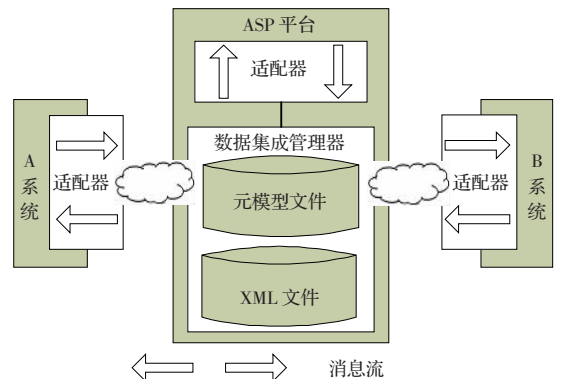 ASP 平台
适配器
数据集成管理器
元模型文件
XML 文件
A
系
统
适配器
适配器
B
系
统
消息流